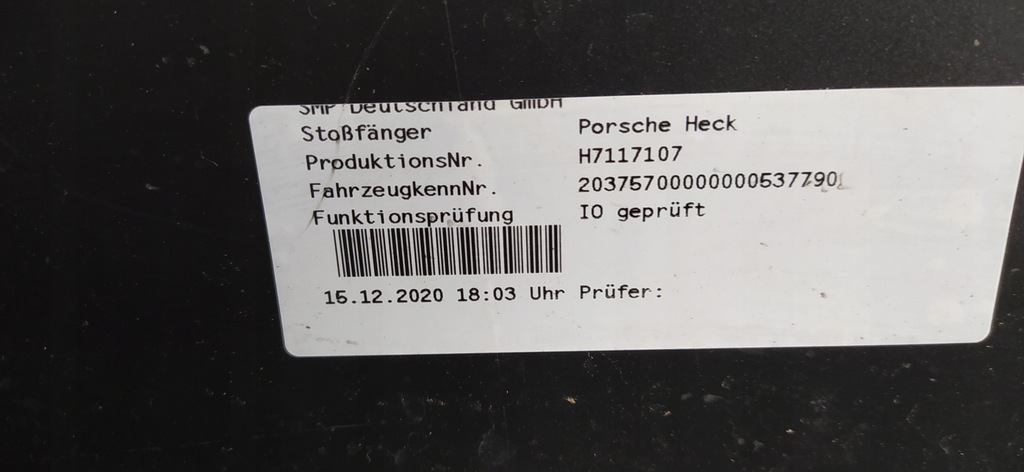 SMP Deutschland GmbH
Stoßfänger Porsche Heck
ProduktionsNr. H7117107
FahrzeugkennNr. 20375700000000537790
Funktionsprüfung IO geprüft
15.12.2020 18:03 Uhr Prüfer: